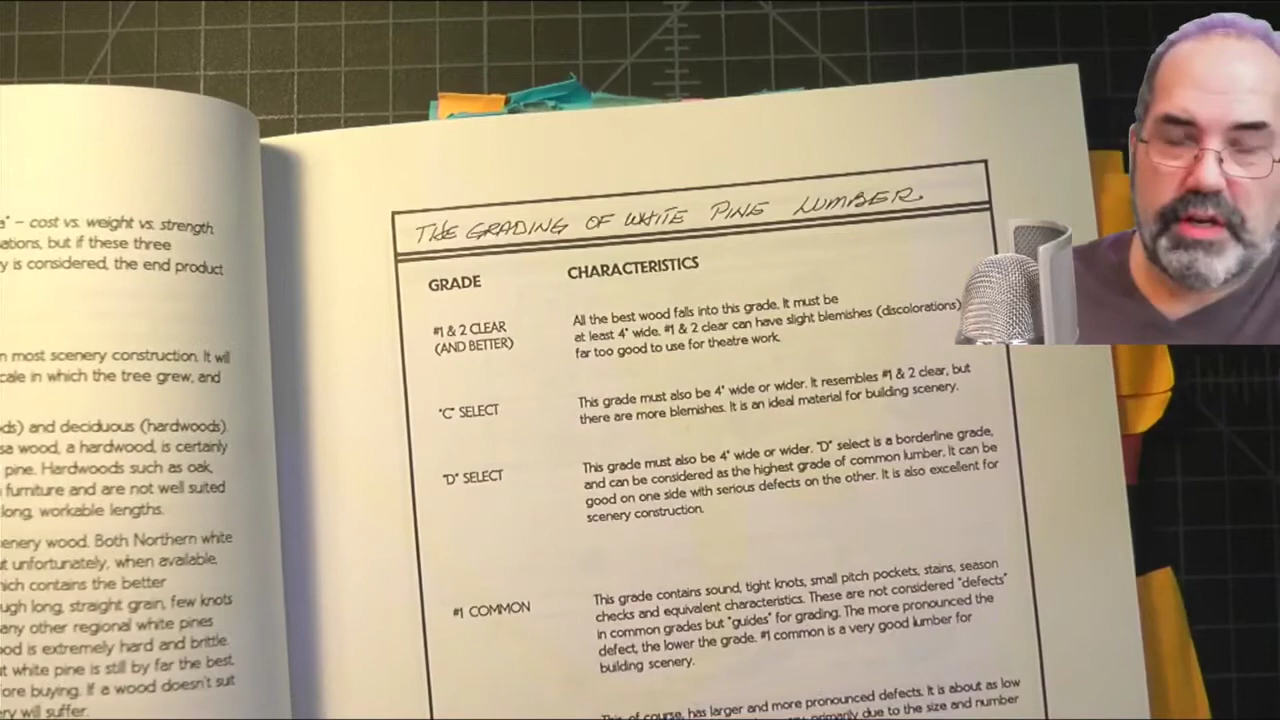 a" – cost vs. weight vs. strength
ations, but if these three
y is considered, the end product
n most scenery construction. It will
cale in which the tree grew, and
ds) and deciduous (hardwoods).
sa wood, a hardwood, is certainly
pine. Hardwoods such as oak,
furniture and are not well suited
long, workable lengths.
enery wood. Both Northern white
t unfortunately, when available,
hich contains the better
ugh long, straight grain, few knots
any other regional white pines
od is extremely hard and brittle.
t white pine is still by far the best
ore buying. If a wood doesn't suit
ery will suffer.
THE GRADING OF WHITE PINE LUMBER
GRADE CHARACTERISTICS
#1 & 2 CLEAR
(AND BETTER)
All the best wood falls into this grade. It must be
at least 4" wide. #1 & 2 clear can have slight blemishes (discolorations)
far too good to use for theatre work.
"C" SELECT
This grade must also be 4" wide or wider. It resembles #1 & 2 clear, but
there are more blemishes. It is an ideal material for building scenery.
"D" SELECT
This grade must also be 4" wide or wider. "D" select is a borderline grade,
and can be considered as the highest grade of common lumber. It can be
good on one side with serious defects on the other. It is also excellent for
scenery construction.
#1 COMMON
This grade contains sound, tight knots, small pitch pockets, stains, season
checks and equivalent characteristics. These are not considered "defects"
in common grades but "guides" for grading. The more pronounced the
defect, the lower the grade. #1 common is a very good lumber for
building scenery.
This, of course, has larger and more pronounced defects. It is about as low
primarily due to the size and number